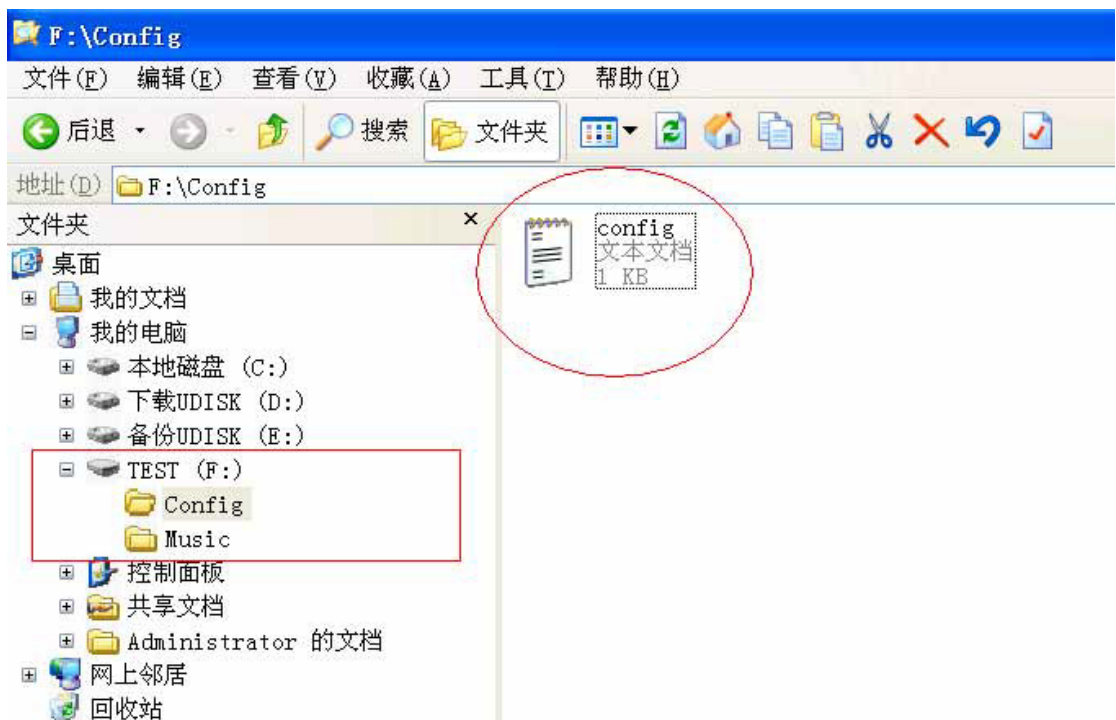 F:\Config
文件(F) 编辑(E) 查看(V) 收藏(A) 工具(T) 帮助(H)
后退 搜索 文件夹
地址(D) F:\Config
文件夹 ×
桌面
我的文档
我的电脑
本地磁盘 (C:)
下载UDISK (D:)
备份UDISK (E:)
TEST (F:)
Config
Music
控制面板
共享文档
Administrator 的文档
网上邻居
回收站
config
文本文档
1 KB